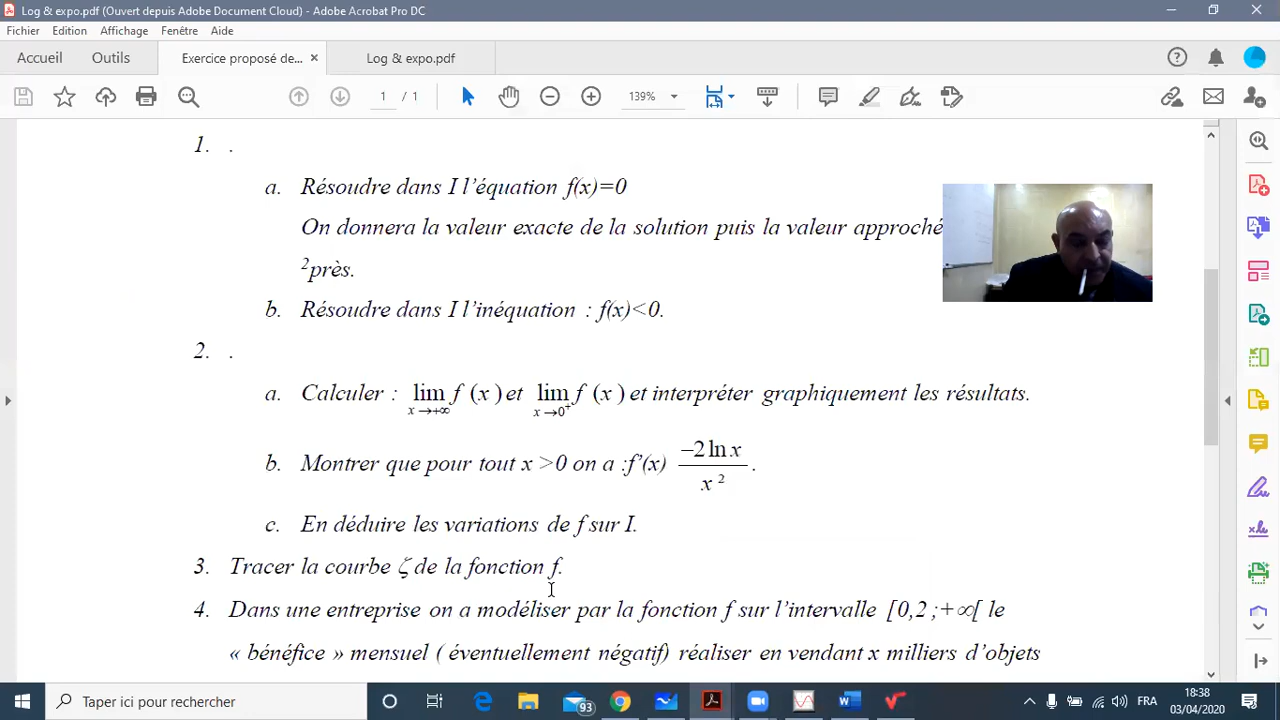 Log & expo.pdf (Ouvert depuis Adobe Document Cloud) - Adobe Acrobat Pro DC
Fichier Edition Affichage Fenêtre Aide
Accueil Outils Exercice proposé de... × Log & expo.pdf
1 / 1 139%
1. .
a. Résoudre dans I l'équation f(x)=0
On donnera la valeur exacte de la solution puis la valeur approché
2près.
b. Résoudre dans I l'inéquation : f(x)<0.
2. .
a. Calculer : lim x→+∞ f (x) et lim x→0+ f (x) et interpréter graphiquement les résultats.
b. Montrer que pour tout x >0 on a :f'(x) −2 ln x / x 2 .
c. En déduire les variations de f sur I.
3. Tracer la courbe ζ de la fonction f.
4. Dans une entreprise on a modéliser par la fonction f sur l'intervalle [0,2 ;+∞[ le
« bénéfice » mensuel ( éventuellement négatif) réaliser en vendant x milliers d'objets
Taper ici pour rechercher 93 FRA 18:38
03/04/2020